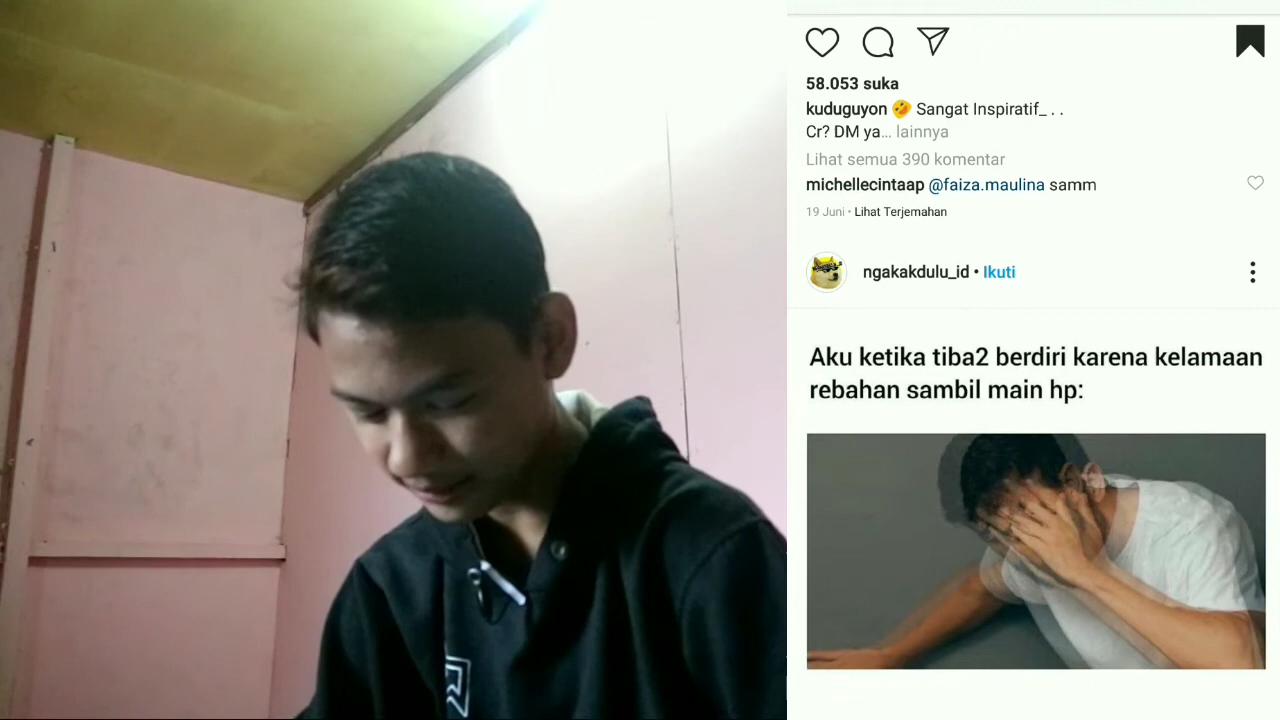 58.053 suka
kuduguyon 🤣 Sangat Inspiratif_ . .
Cr? DM ya... lainnya
Lihat semua 390 komentar
michellecintaap @faiza.maulina samm
19 Juni • Lihat Terjemahan
ngakakdulu_id • Ikuti
Aku ketika tiba2 berdiri karena kelamaan
rebahan sambil main hp: